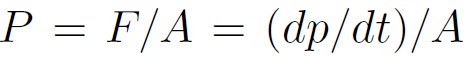 P = F/A = (dp/dt)/A